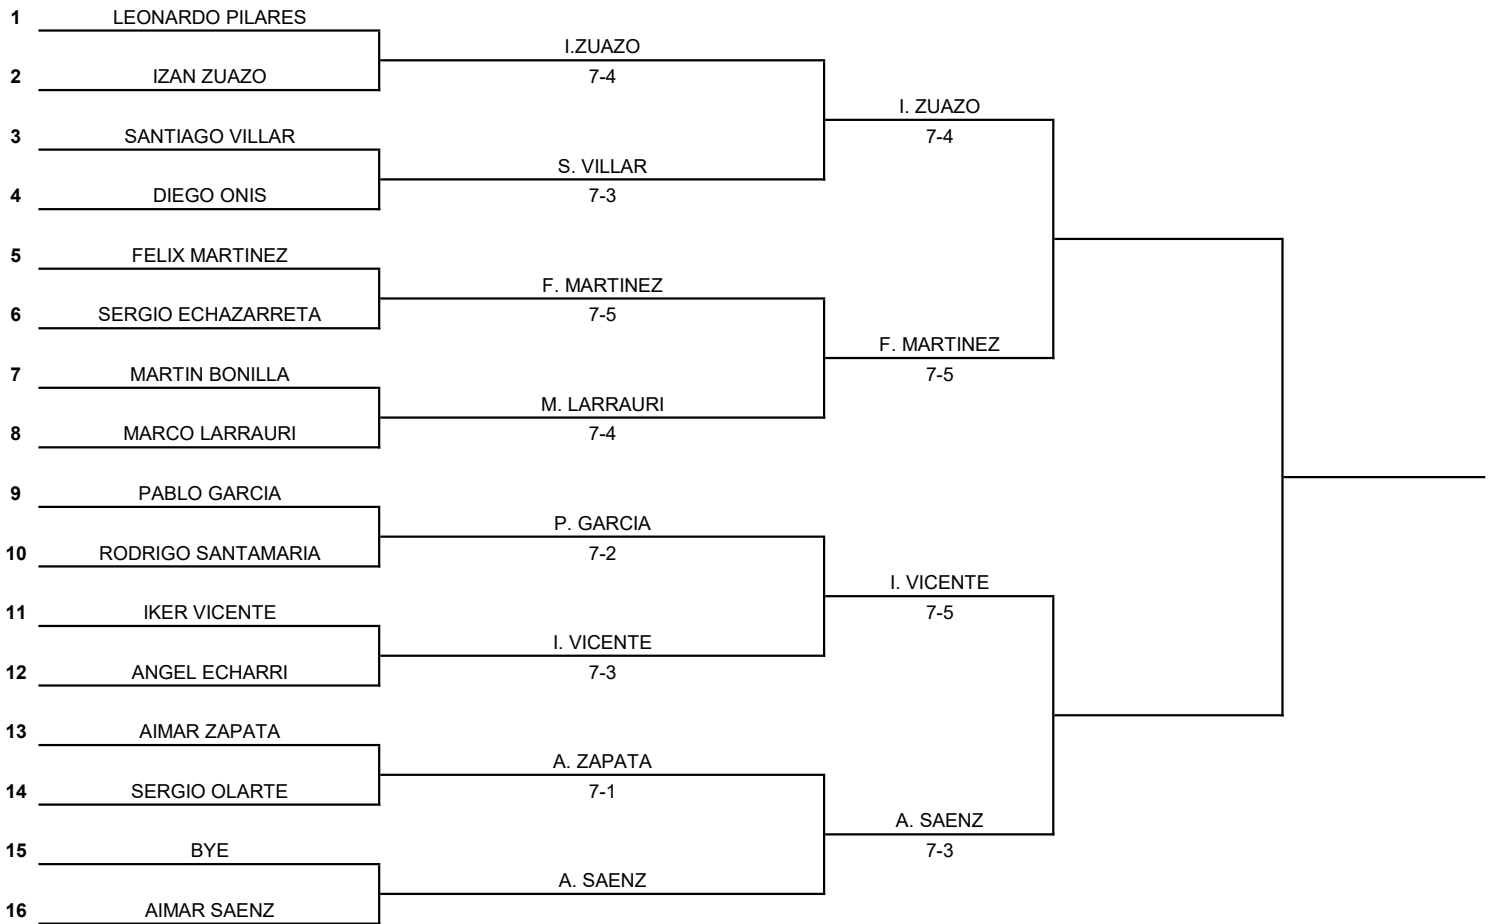 1 LEONARDO PILARES
I.ZUAZO
2 IZAN ZUAZO 7-4
I. ZUAZO
3 SANTIAGO VILLAR 7-4
S. VILLAR
4 DIEGO ONIS 7-3
5 FELIX MARTINEZ
F. MARTINEZ
6 SERGIO ECHAZARRETA 7-5
F. MARTINEZ
7 MARTIN BONILLA 7-5
M. LARRAURI
8 MARCO LARRAURI 7-4
9 PABLO GARCIA
P. GARCIA
10 RODRIGO SANTAMARIA 7-2
I. VICENTE
11 IKER VICENTE 7-5
I. VICENTE
12 ANGEL ECHARRI 7-3
13 AIMAR ZAPATA
A. ZAPATA
14 SERGIO OLARTE 7-1
A. SAENZ
15 BYE 7-3
A. SAENZ
16 AIMAR SAENZ